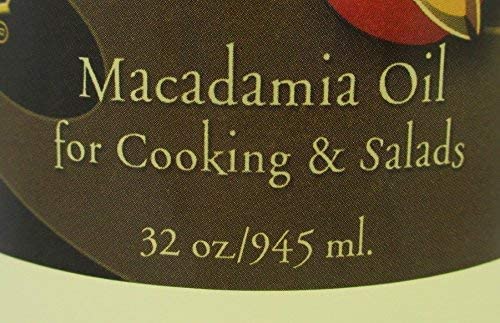 Macadamia Oil
for Cooking & Salads
32 oz/945 ml.